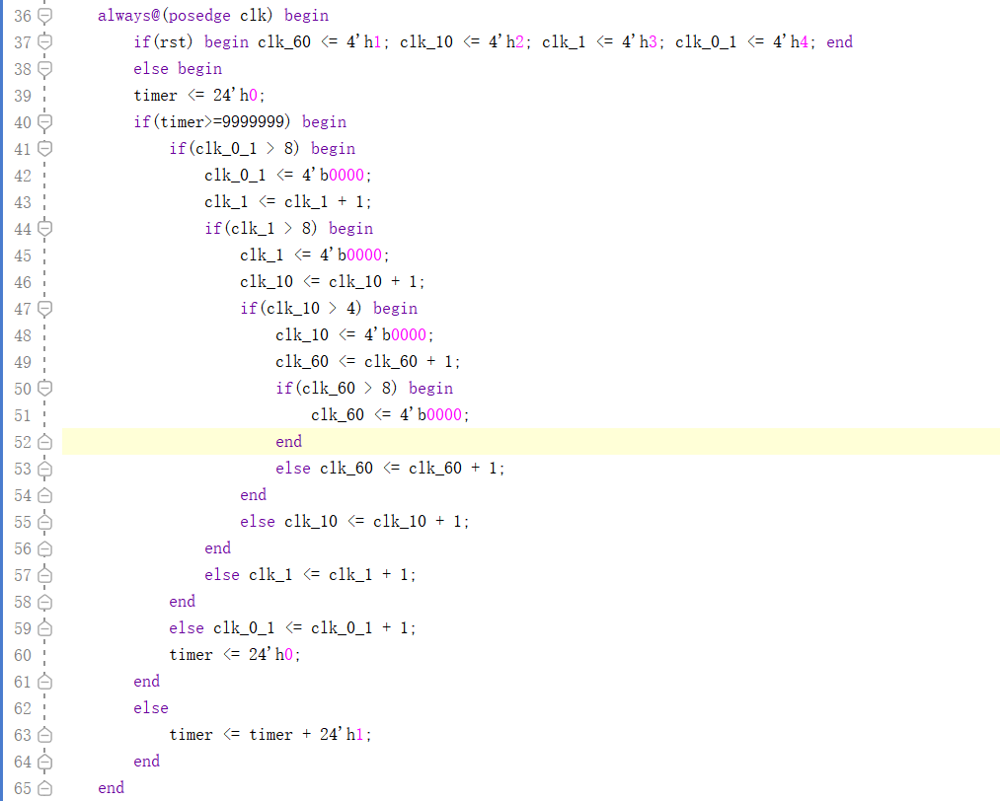 36 always@(posedge clk) begin
37 if(rst) begin clk_60 <= 4'h1; clk_10 <= 4'h2; clk_1 <= 4'h3; clk_0_1 <= 4'h4; end
38 else begin
39 timer <= 24'h0;
40 if(timer>=9999999) begin
41 if(clk_0_1 > 8) begin
42 clk_0_1 <= 4'b0000;
43 clk_1 <= clk_1 + 1;
44 if(clk_1 > 8) begin
45 clk_1 <= 4'b0000;
46 clk_10 <= clk_10 + 1;
47 if(clk_10 > 4) begin
48 clk_10 <= 4'b0000;
49 clk_60 <= clk_60 + 1;
50 if(clk_60 > 8) begin
51 clk_60 <= 4'b0000;
52 end
53 else clk_60 <= clk_60 + 1;
54 end
55 else clk_10 <= clk_10 + 1;
56 end
57 else clk_1 <= clk_1 + 1;
58 end
59 else clk_0_1 <= clk_0_1 + 1;
60 timer <= 24'h0;
61 end
62 else
63 timer <= timer + 24'h1;
64 end
65 end